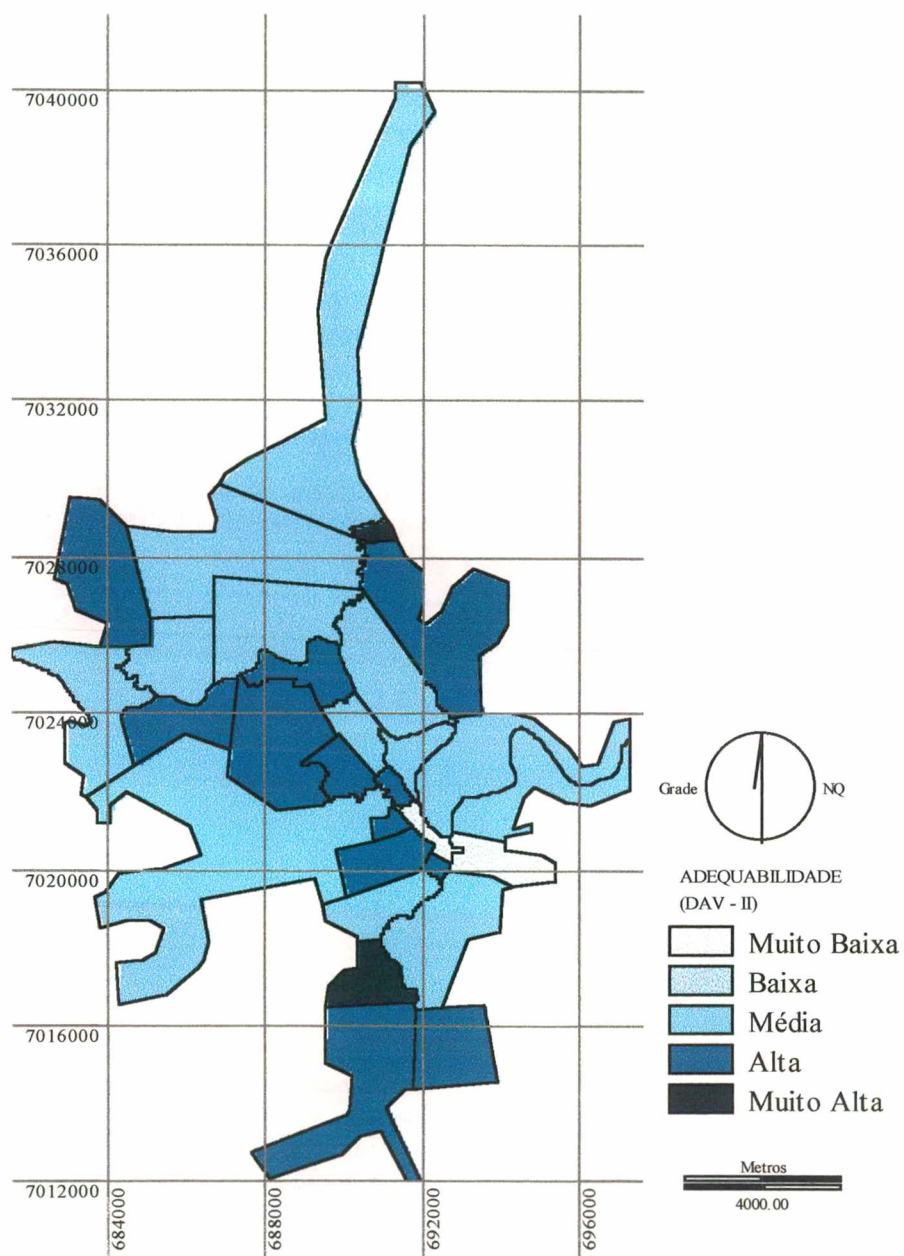 7040000
7036000
7032000
7028000
7024000
7020000
7016000
7012000
684000
688000
692000
696000
Grade
NQ
ADEQUABILIDADE
(DAV - II)
Muito Baixa
Baixa
Média
Alta
Muito Alta
Metros
4000.00